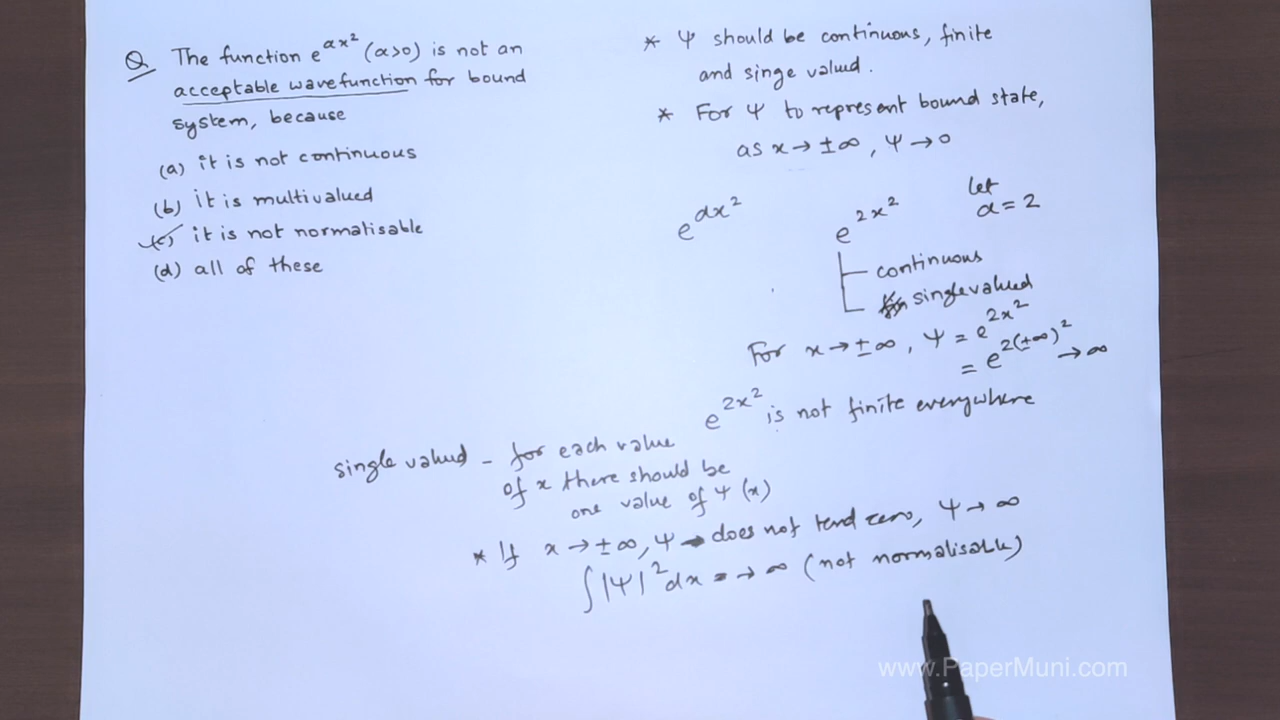 Q The function e^αx² (α>0) is not an
acceptable wavefunction for bound
system, because
(a) it is not continuous
(b) it is multivalued
(c) it is not normalisable
(d) all of these
* Ψ should be continuous, finite
and singe valued.
* For Ψ to represent bound state,
as x → ±∞, Ψ → 0
e^αx²
e^2x²
let
α = 2
continuous
singlevalued
For x → ±∞, Ψ = e^2x²
= e^2(±∞)² → ∞
e^2x² is not finite everywhere
single valued - for each value
of x there should be
one value of Ψ(x)
* If x → ±∞, Ψ does not tend zero, Ψ → ∞
∫|Ψ|²dx → ∞ (not normalisable)
www.PaperMuni.com